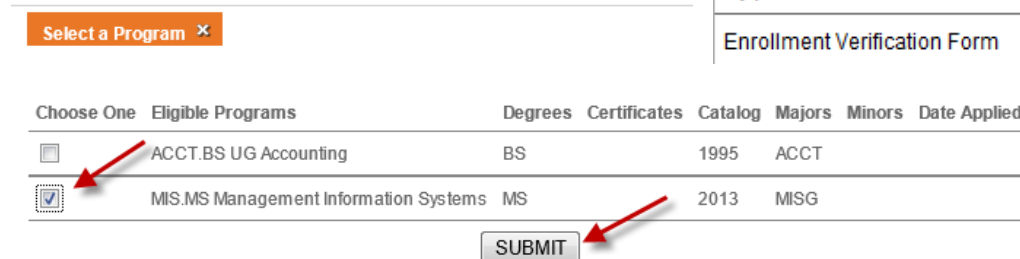 Select a Program ×
Enrollment Verification Form
Choose One Eligible Programs Degrees Certificates Catalog Majors Minors Date Applied
ACCT.BS UG Accounting BS 1995 ACCT
MIS.MS Management Information Systems MS 2013 MISG
SUBMIT